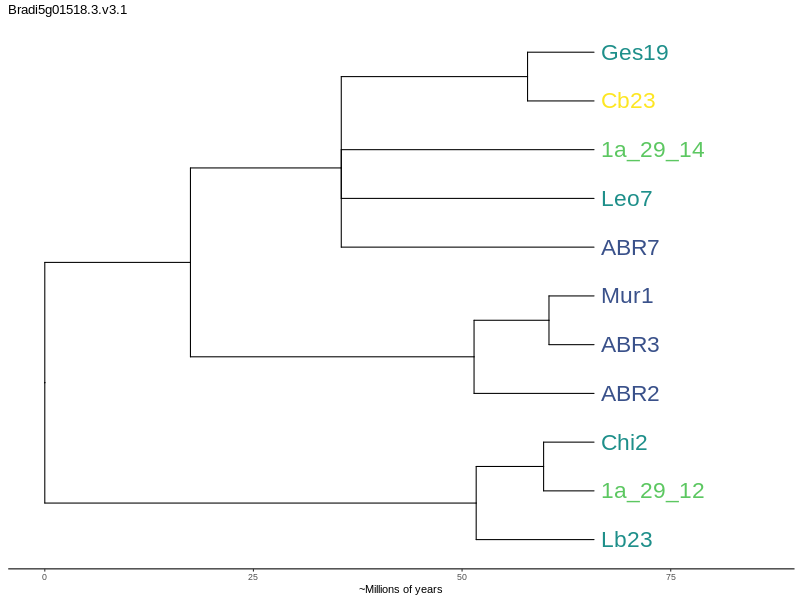 Bradi5g01518.3.v3.1
Ges19
Cb23
1a_29_14
Leo7
ABR7
Mur1
ABR3
ABR2
Chi2
1a_29_12
Lb23
0 25 50 75
~Millions of years